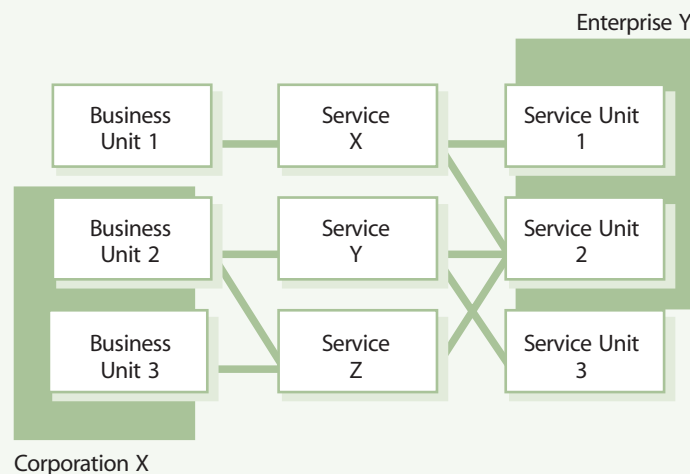 Enterprise Y
Business
Unit 1
Service
X
Service Unit
1
Business
Unit 2
Service
Y
Service Unit
2
Business
Unit 3
Service
Z
Service Unit
3
Corporation X